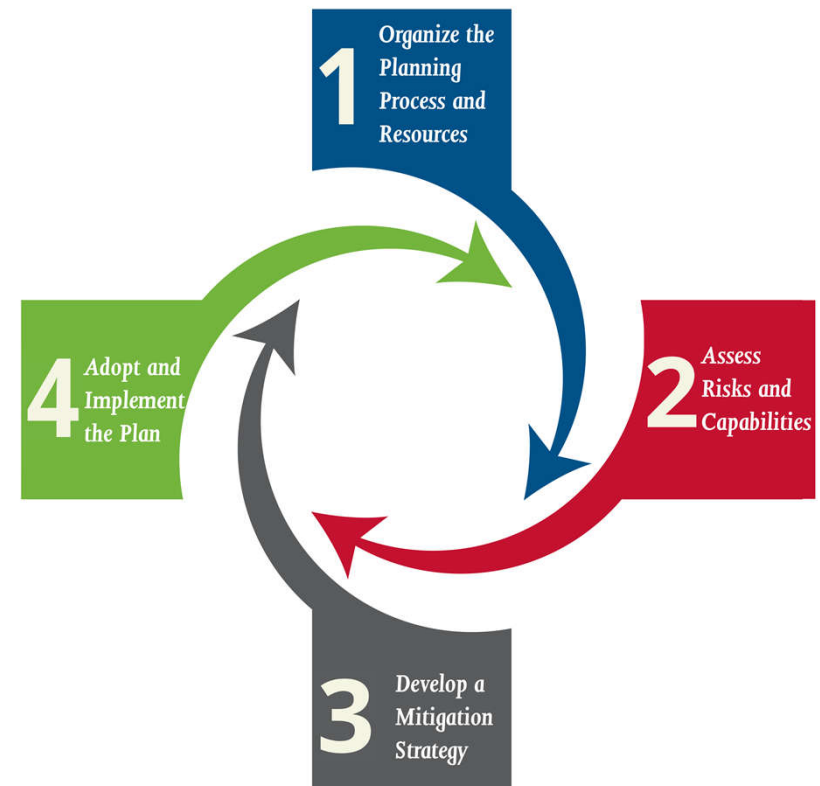 1
Organize the
Planning
Process and
Resources
2
Assess
Risks and
Capabilities
3
Develop a
Mitigation
Strategy
4
Adopt and
Implement
the Plan